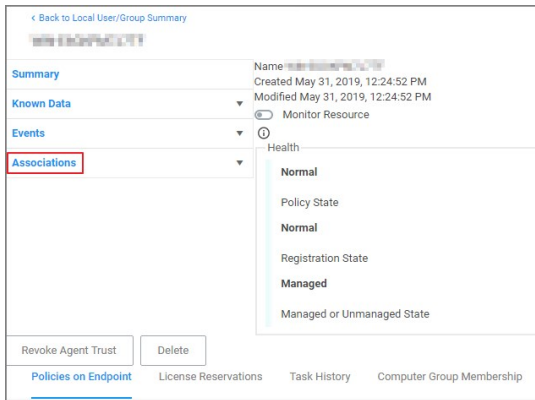 ‹ Back to Local User/Group Summary
Summary
Known Data
Events
Associations
Name
Created May 31, 2019, 12:24:52 PM
Modified May 31, 2019, 12:24:52 PM
Monitor Resource
Health
Normal
Policy State
Normal
Registration State
Managed
Managed or Unmanaged State
Revoke Agent Trust Delete
Policies on Endpoint License Reservations Task History Computer Group Membership